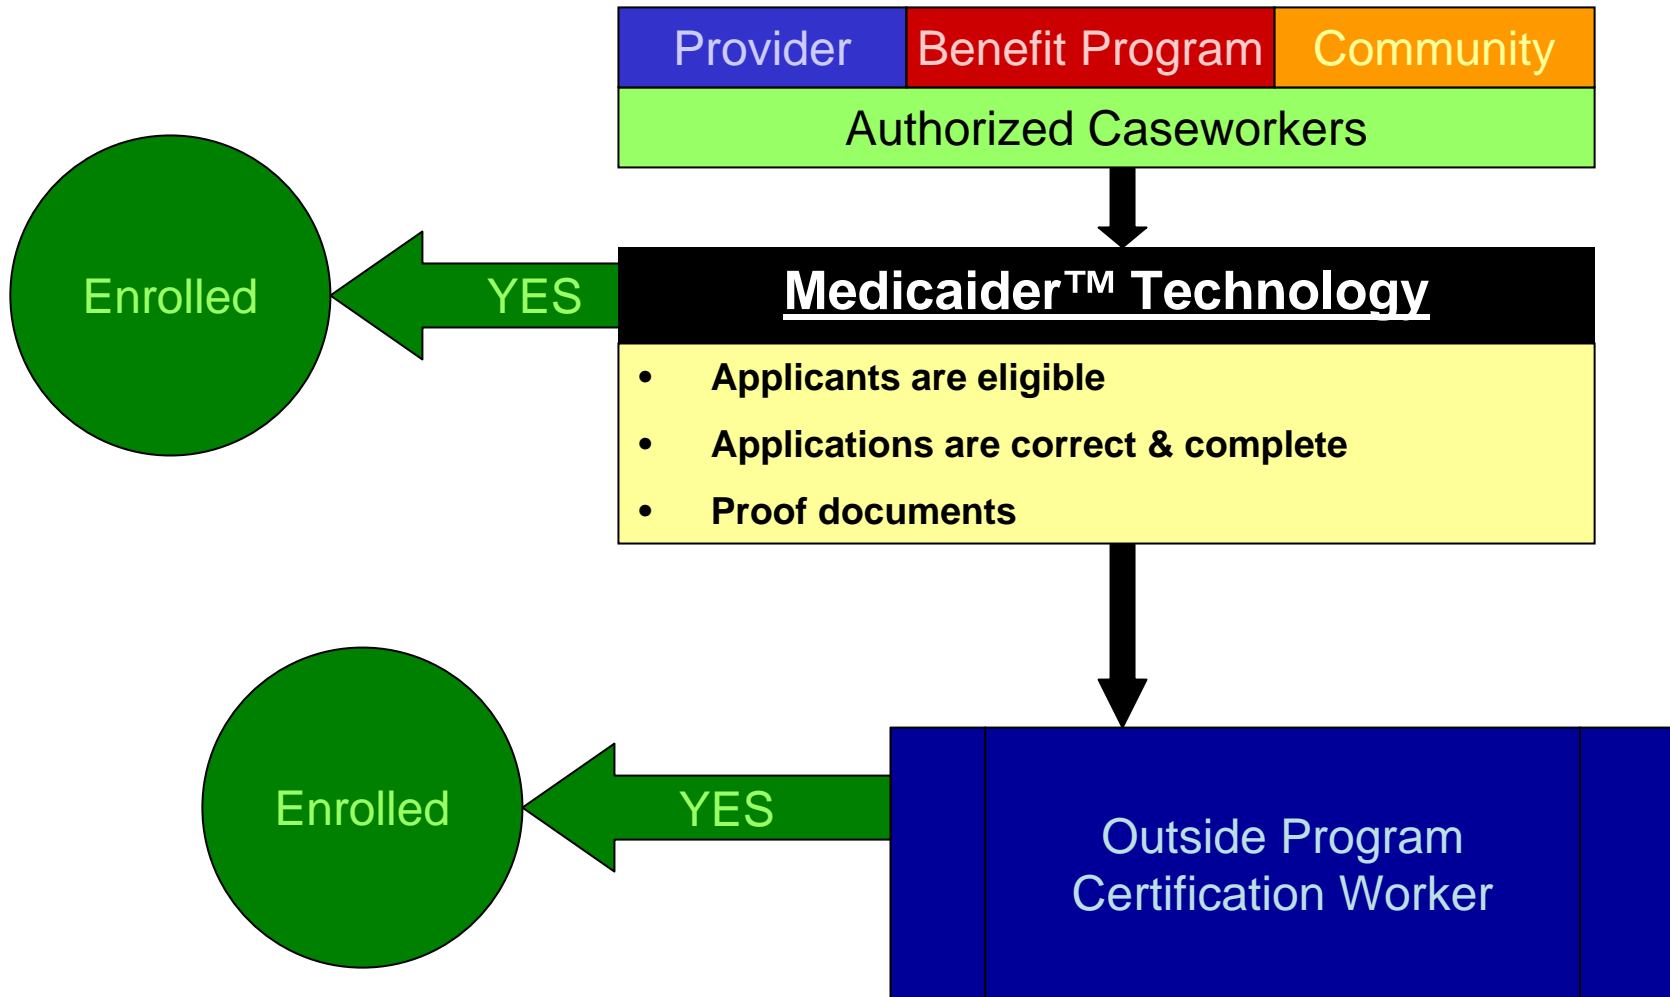 Provider
Benefit Program
Community
Authorized Caseworkers
Enrolled
YES
Medicaider™ Technology
• Applicants are eligible
• Applications are correct & complete
• Proof documents
Enrolled
YES
Outside Program
Certification Worker